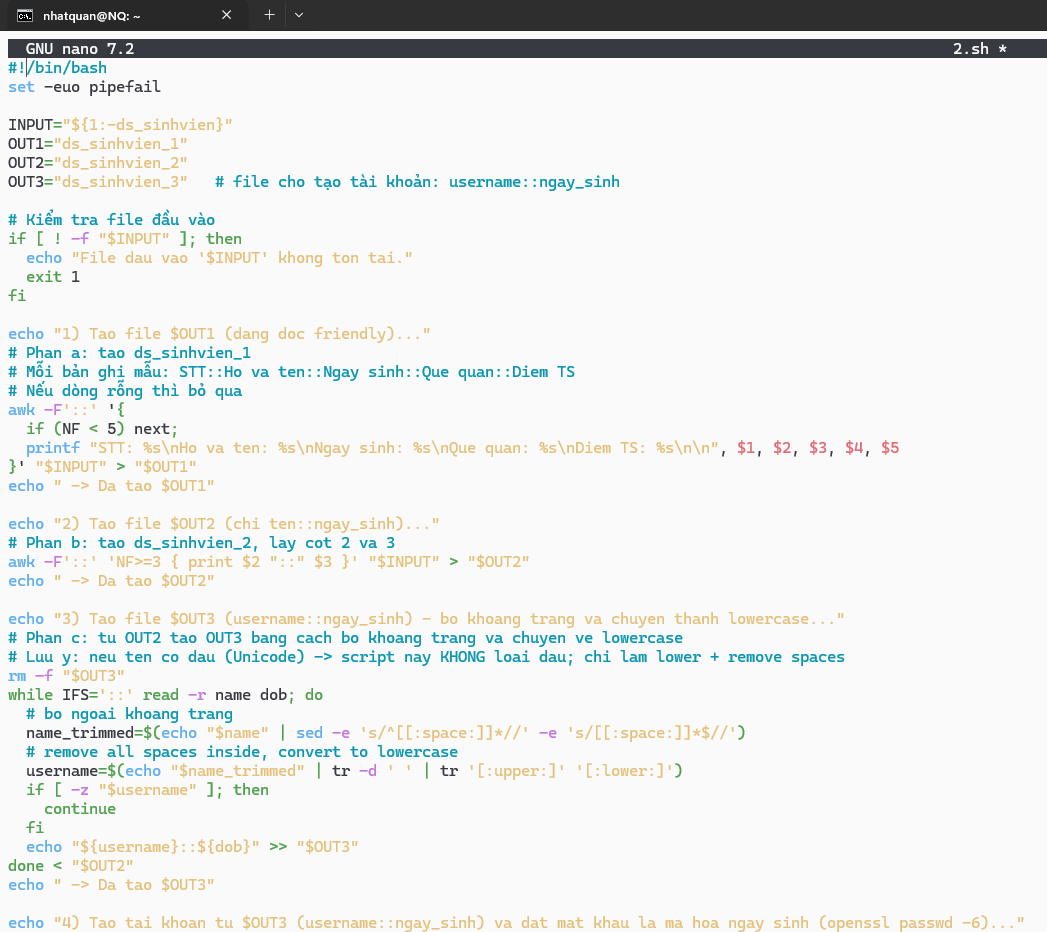 nhatquan@NQ: ~
GNU nano 7.2 2.sh *
#!/bin/bash
set -euo pipefail
INPUT="${1:-ds_sinhvien}"
OUT1="ds_sinhvien_1"
OUT2="ds_sinhvien_2"
OUT3="ds_sinhvien_3"   # file cho tạo tài khoản: username::ngay_sinh
# Kiểm tra file đầu vào
if [ ! -f "$INPUT" ]; then
  echo "File dau vao '$INPUT' khong ton tai."
  exit 1
fi
echo "1) Tao file $OUT1 (dang doc friendly)..."
# Phan a: tao ds_sinhvien_1
# Mỗi bản ghi mẫu: STT::Ho va ten::Ngay sinh::Que quan::Diem TS
# Nếu dòng rỗng thì bỏ qua
awk -F'::' '{
  if (NF < 5) next;
  printf "STT: %s\nHo va ten: %s\nNgay sinh: %s\nQue quan: %s\nDiem TS: %s\n\n", $1, $2, $3, $4, $5
}' "$INPUT" > "$OUT1"
echo " -> Da tao $OUT1"
echo "2) Tao file $OUT2 (chi ten::ngay_sinh)..."
# Phan b: tao ds_sinhvien_2, lay cot 2 va 3
awk -F'::' 'NF>=3 { print $2 "::" $3 }' "$INPUT" > "$OUT2"
echo " -> Da tao $OUT2"
echo "3) Tao file $OUT3 (username::ngay_sinh) - bo khoang trang va chuyen thanh lowercase..."
# Phan c: tu OUT2 tao OUT3 bang cach bo khoang trang va chuyen ve lowercase
# Luu y: neu ten co dau (Unicode) -> script nay KHONG loai dau; chi lam lower + remove spaces
rm -f "$OUT3"
while IFS='::' read -r name dob; do
  # bo ngoai khoang trang
  name_trimmed=$(echo "$name" | sed -e 's/^[[:space:]]*//' -e 's/[[:space:]]*$//')
  # remove all spaces inside, convert to lowercase
  username=$(echo "$name_trimmed" | tr -d ' ' | tr '[:upper:]' '[:lower:]')
  if [ -z "$username" ]; then
    continue
  fi
  echo "${username}::${dob}" >> "$OUT3"
done < "$OUT2"
echo " -> Da tao $OUT3"
echo "4) Tao tai khoan tu $OUT3 (username::ngay_sinh) va dat mat khau la ma hoa ngay sinh (openssl passwd -6)..."